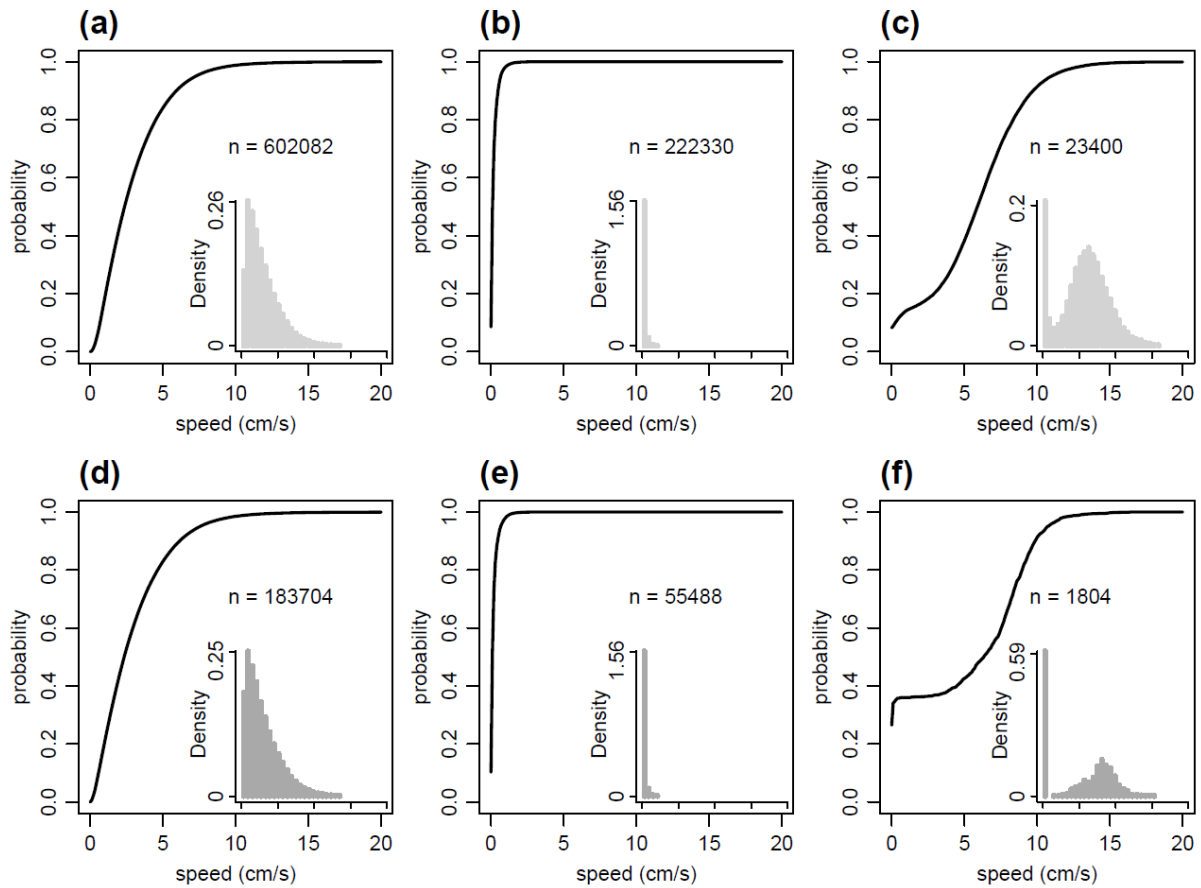 (a)
probability
0.0 0.2 0.4 0.6 0.8 1.0
n = 602082
Density
0 0.26
0 5 10 15 20
speed (cm/s)
(b)
probability
0.0 0.2 0.4 0.6 0.8 1.0
n = 222330
Density
0 1.56
0 5 10 15 20
speed (cm/s)
(c)
probability
0.0 0.2 0.4 0.6 0.8 1.0
n = 23400
Density
0 0.2
0 5 10 15 20
speed (cm/s)
(d)
probability
0.0 0.2 0.4 0.6 0.8 1.0
n = 183704
Density
0 0.25
0 5 10 15 20
speed (cm/s)
(e)
probability
0.0 0.2 0.4 0.6 0.8 1.0
n = 55488
Density
0 1.56
0 5 10 15 20
speed (cm/s)
(f)
probability
0.0 0.2 0.4 0.6 0.8 1.0
n = 1804
Density
0 0.59
0 5 10 15 20
speed (cm/s)